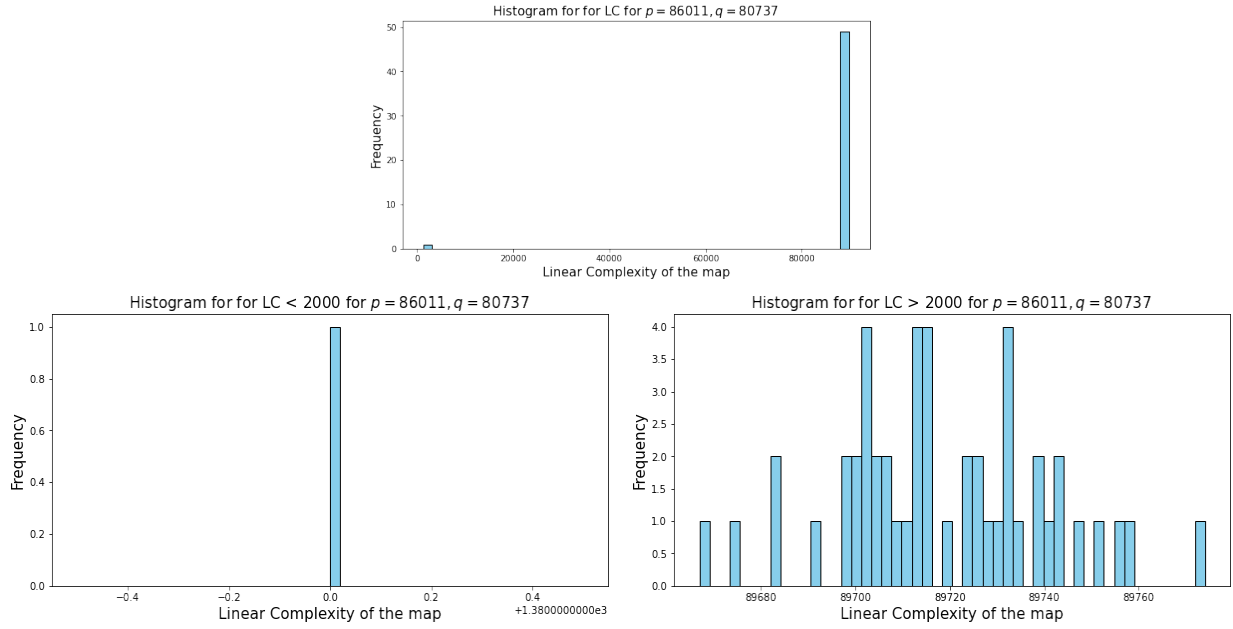 Histogram for for LC for p = 86011, q = 80737
50
40
30
20
10
0
Frequency
0 20000 40000 60000 80000
Linear Complexity of the map
Histogram for for LC < 2000 for p = 86011, q = 80737
1.0
0.8
0.6
0.4
0.2
0.0
Frequency
−0.4 −0.2 0.0 0.2 0.4
+1.3800000000e3
Linear Complexity of the map
Histogram for for LC > 2000 for p = 86011, q = 80737
4.0
3.5
3.0
2.5
2.0
1.5
1.0
0.5
0.0
Frequency
89680 89700 89720 89740 89760
Linear Complexity of the map